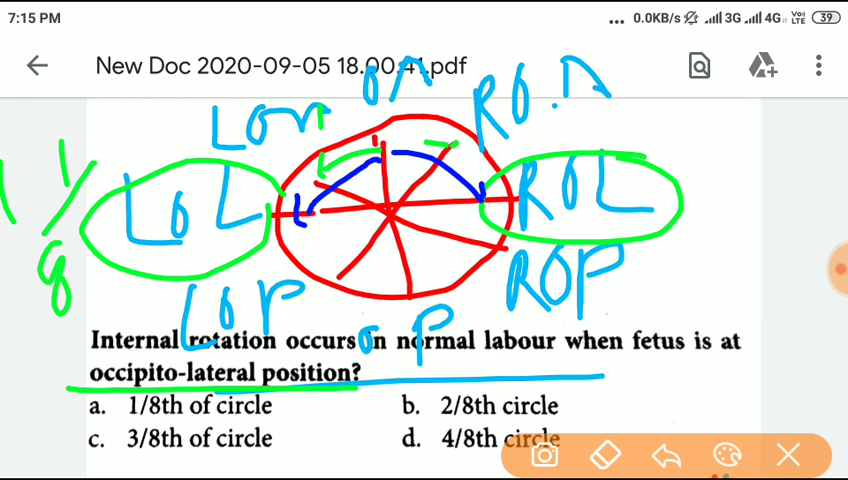 7:15 PM ... 0.0KB/s 3G 4G Vo) LTE 39
New Doc 2020-09-05 18.00.41.pdf
OA
LOA ROA
1/8 LOL ROL
LOP ROP
OP
Internal rotation occurs in normal labour when fetus is at
occipito-lateral position?
a. 1/8th of circle b. 2/8th circle
c. 3/8th of circle d. 4/8th circle